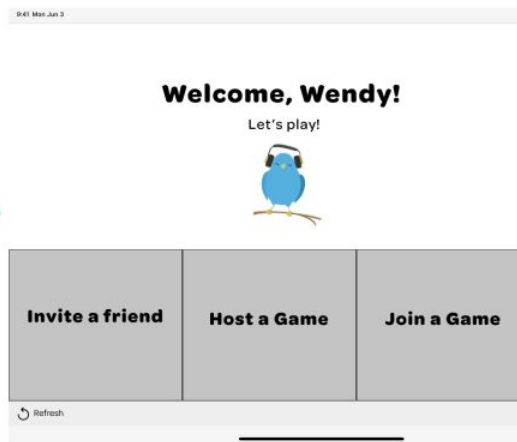 9:41 Mon Jun 3
Welcome, Wendy!
Let's play!
Invite a friend
Host a Game
Join a Game
Refresh